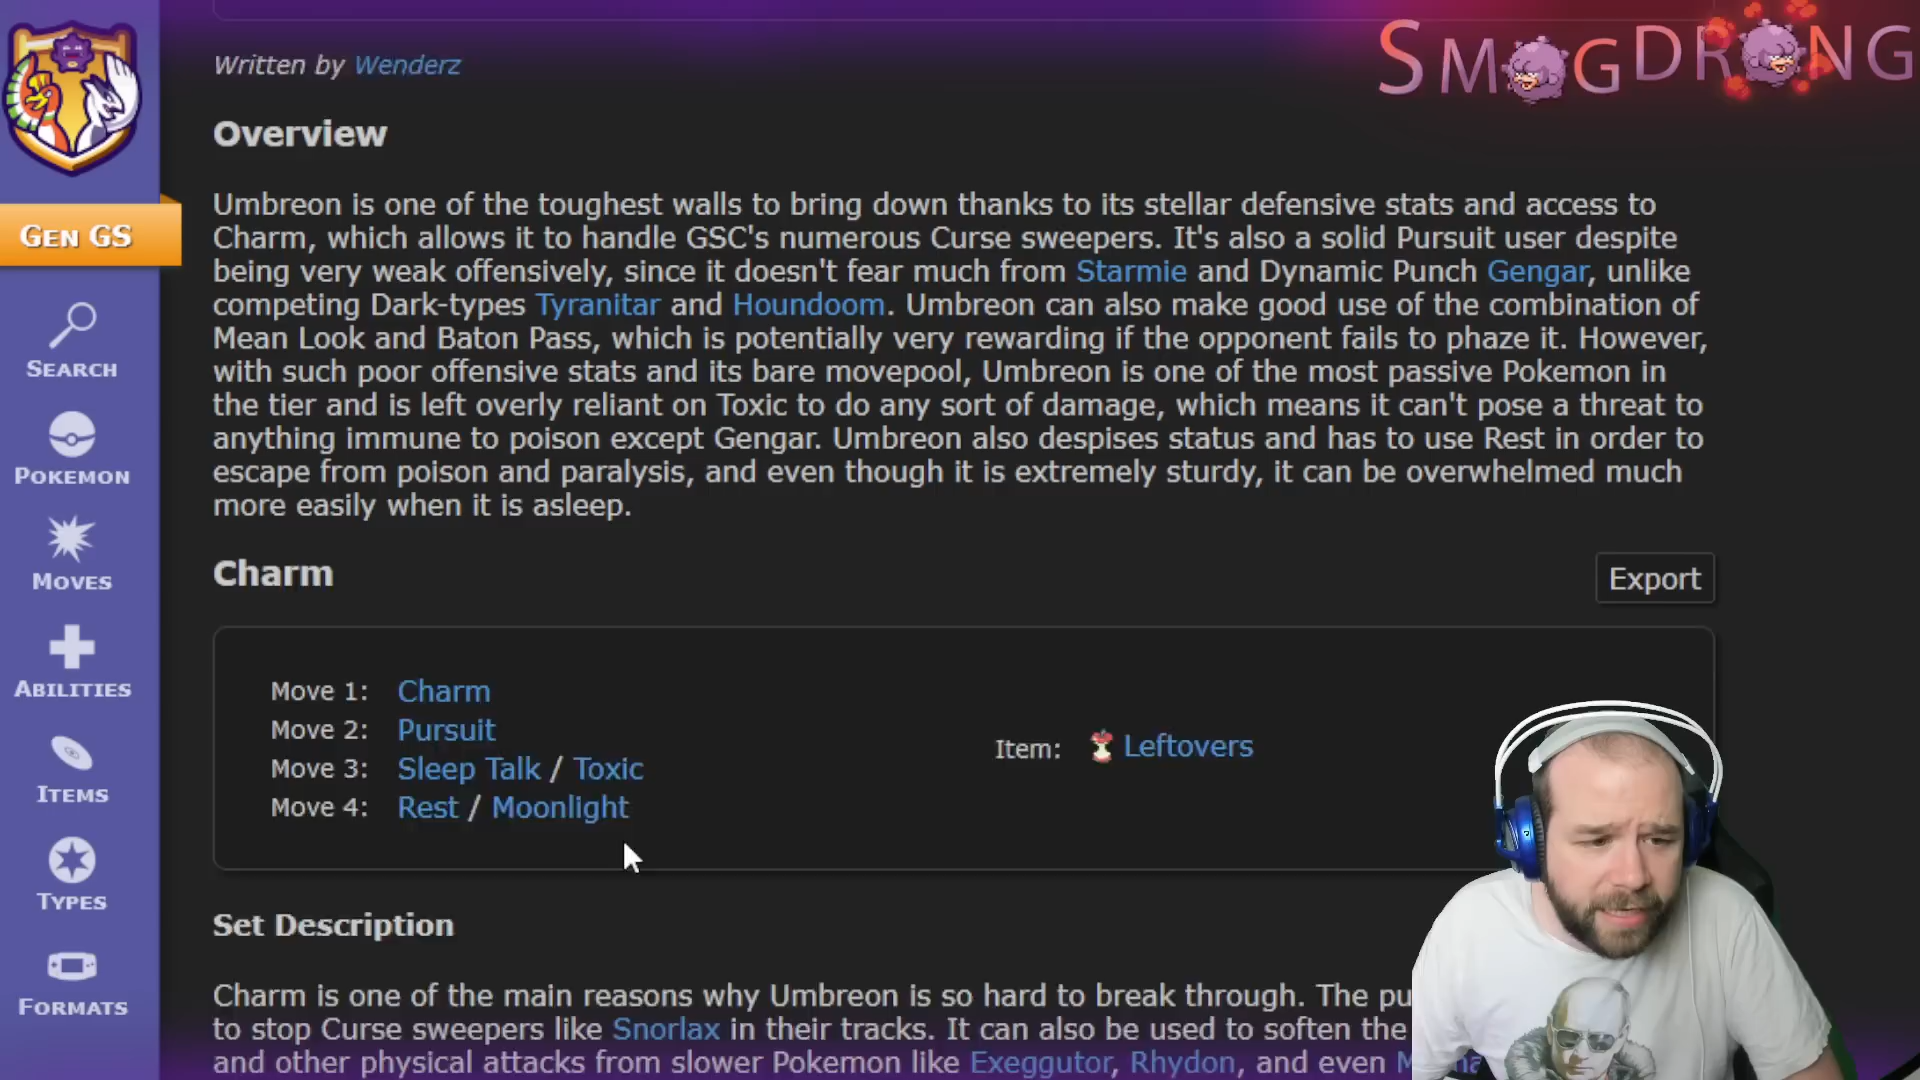 SMOGDRONG
Written by Wenderz
Overview
Umbreon is one of the toughest walls to bring down thanks to its stellar defensive stats and access to
Charm, which allows it to handle GSC's numerous Curse sweepers. It's also a solid Pursuit user despite
being very weak offensively, since it doesn't fear much from Starmie and Dynamic Punch Gengar, unlike
competing Dark-types Tyranitar and Houndoom. Umbreon can also make good use of the combination of
Mean Look and Baton Pass, which is potentially very rewarding if the opponent fails to phaze it. However,
with such poor offensive stats and its bare movepool, Umbreon is one of the most passive Pokemon in
the tier and is left overly reliant on Toxic to do any sort of damage, which means it can't pose a threat to
anything immune to poison except Gengar. Umbreon also despises status and has to use Rest in order to
escape from poison and paralysis, and even though it is extremely sturdy, it can be overwhelmed much
more easily when it is asleep.
Charm
Export
Move 1: Charm
Move 2: Pursuit
Move 3: Sleep Talk / Toxic
Move 4: Rest / Moonlight
Item: Leftovers
Set Description
Charm is one of the main reasons why Umbreon is so hard to break through. The pu
to stop Curse sweepers like Snorlax in their tracks. It can also be used to soften the
and other physical attacks from slower Pokemon like Exeggutor, Rhydon, and even
GEN GS
SEARCH
POKEMON
MOVES
ABILITIES
ITEMS
TYPES
FORMATS